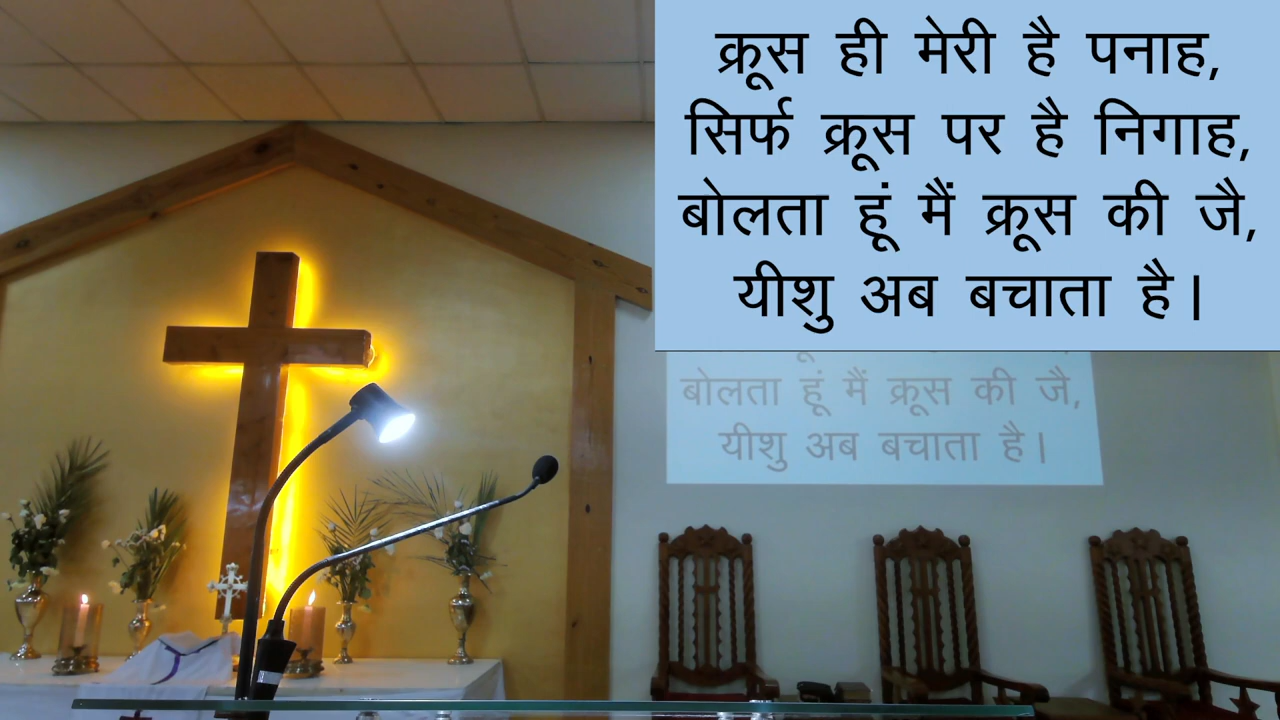 क्रूस ही मेरी है पनाह,
सिर्फ क्रूस पर है निगाह,
बोलता हूं मैं क्रूस की जै,
यीशु अब बचाता है|
बोलता हूं मैं क्रूस की जै,
यीशु अब बचाता है|